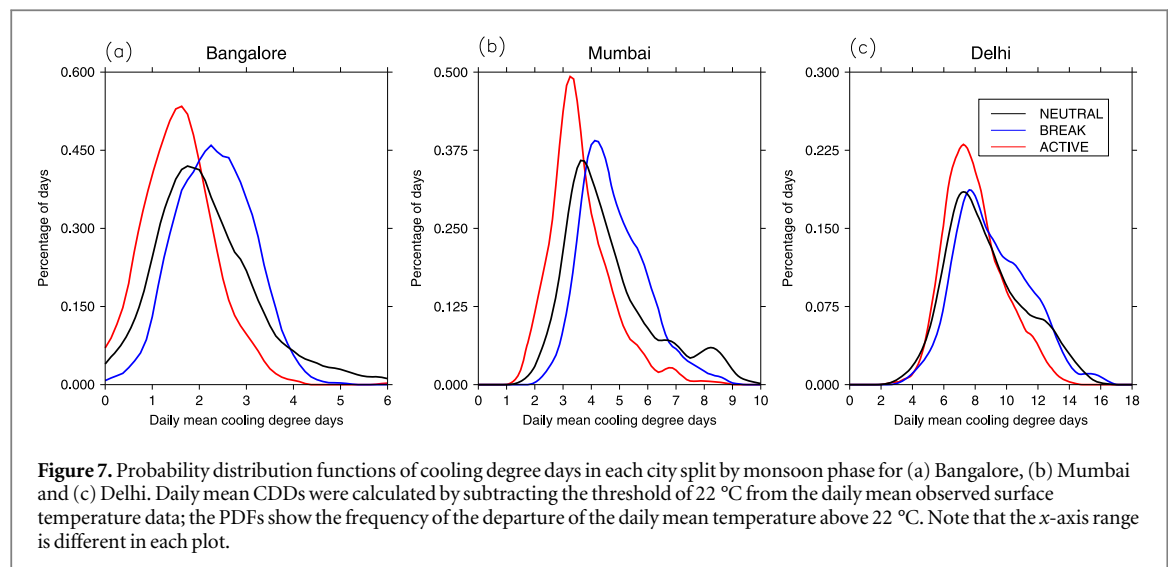 (a) Bangalore
0.600
0.450
0.300
0.150
0.000
Percentage of days
0 1 2 3 4 5 6
Daily mean cooling degree days
(b) Mumbai
0.500
0.375
0.250
0.125
0.000
Percentage of days
0 1 2 3 4 5 6 7 8 9 10
Daily mean cooling degree days
(c) Delhi
0.300
0.225
0.150
0.075
0.000
Percentage of days
0 2 4 6 8 10 12 14 16 18
Daily mean cooling degree days
NEUTRAL
BREAK
ACTIVE
Figure 7. Probability distribution functions of cooling degree days in each city split by monsoon phase for (a) Bangalore, (b) Mumbai
and (c) Delhi. Daily mean CDDs were calculated by subtracting the threshold of 22 °C from the daily mean observed surface
temperature data; the PDFs show the frequency of the departure of the daily mean temperature above 22 °C. Note that the x-axis range
is different in each plot.